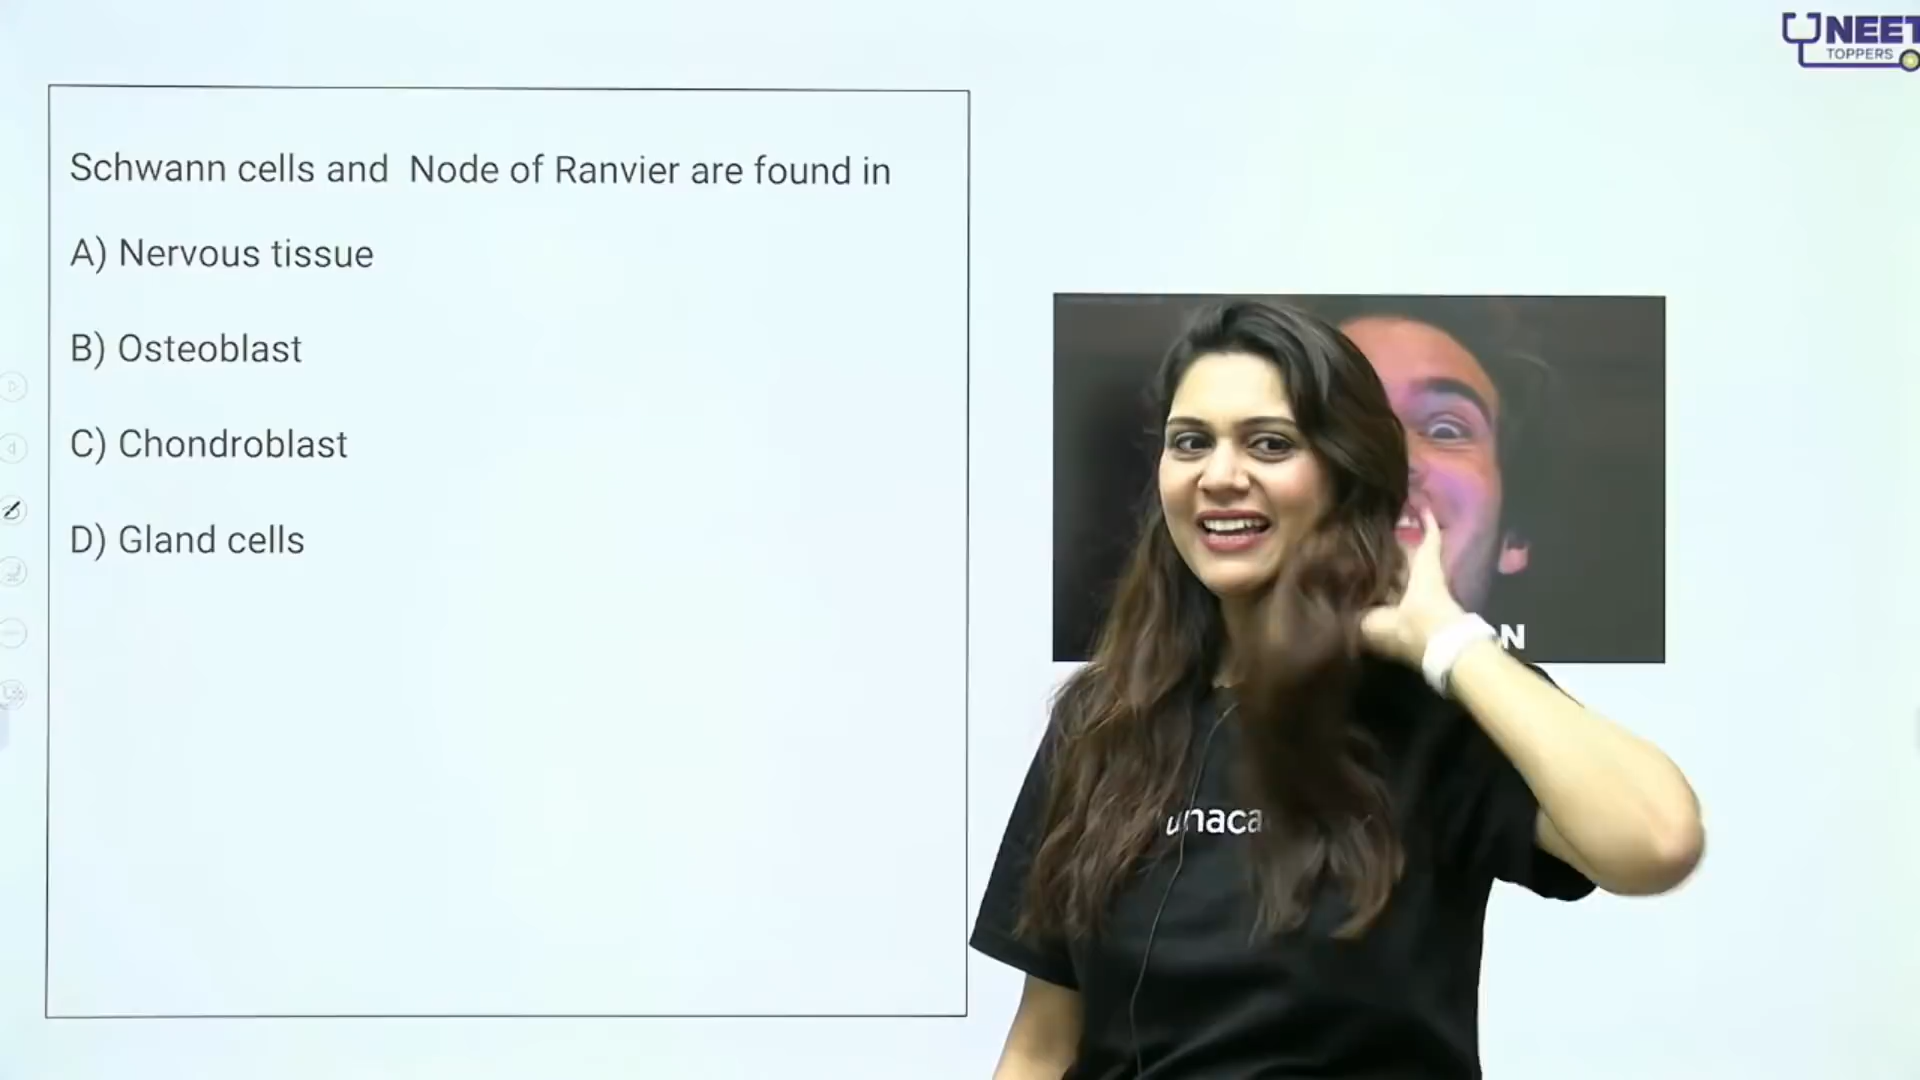 NEET
TOPPERS
Schwann cells and Node of Ranvier are found in
A) Nervous tissue
B) Osteoblast
C) Chondroblast
D) Gland cells